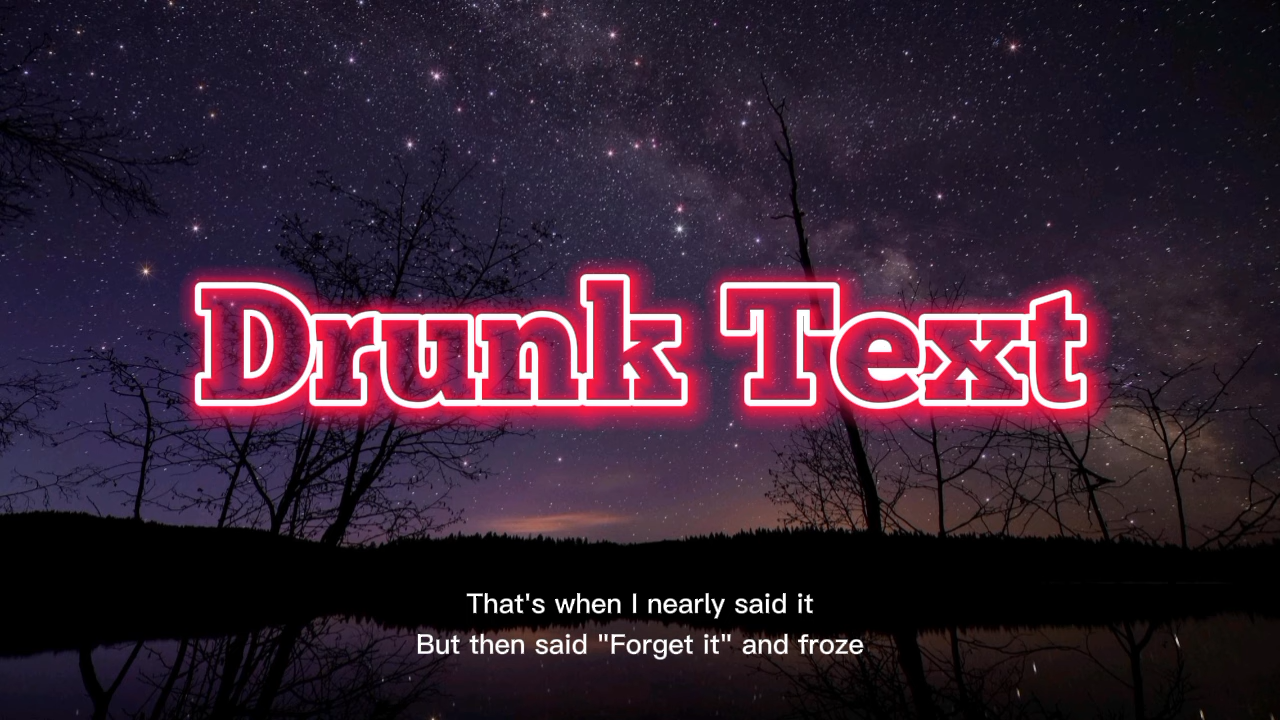 Drunk Text
That's when I nearly said it
But then said "Forget it" and froze